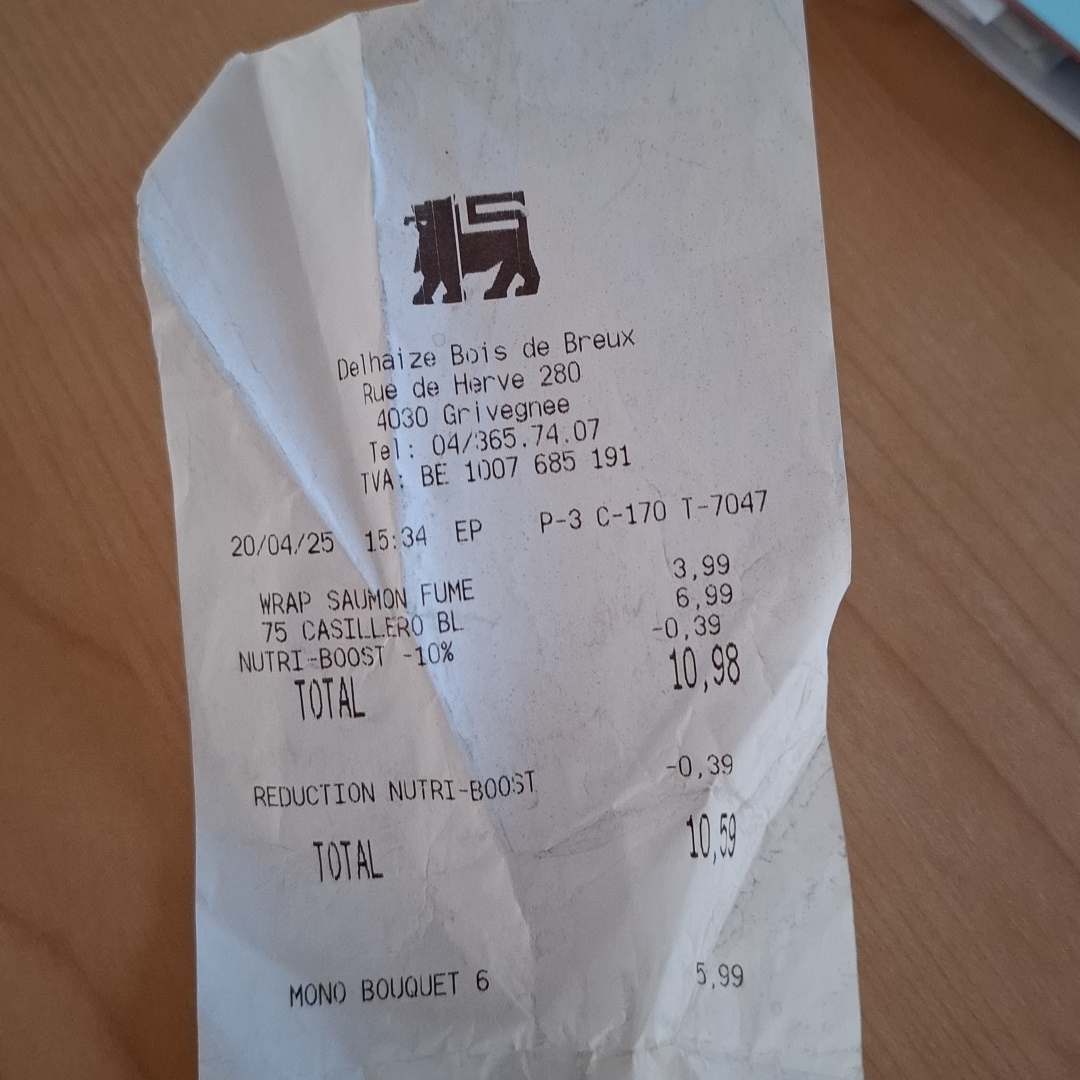 Delhaize Bois de Breux
Rue de Herve 280
4030 Grivegnee
Tel: 04/365.74.07
TVA: BE 1007 685 191
20/04/25 15:34 EP P-3 C-170 T-7047
WRAP SAUMON FUME 3,99
75 CASILLERO BL 6,99
NUTRI-BOOST -10% -0,39
TOTAL 10,98
REDUCTION NUTRI-BOOST -0,39
TOTAL 10,59
MONO BOUQUET 6 5,99